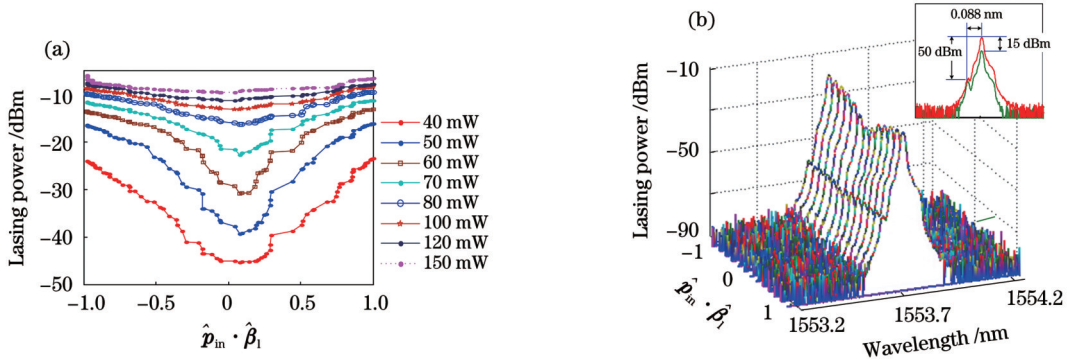 (a)
Lasing power /dBm
−10
−20
−30
−40
−50
−1.0
−0.5
0
0.5
1.0
p̂in · β̂1
40 mW
50 mW
60 mW
70 mW
80 mW
100 mW
120 mW
150 mW
(b)
0.088 nm
50 dBm
15 dBm
Lasing power /dBm
−10
−50
−90
−1
0
1
p̂in · β̂1
1553.2
1553.7
1554.2
Wavelength /nm